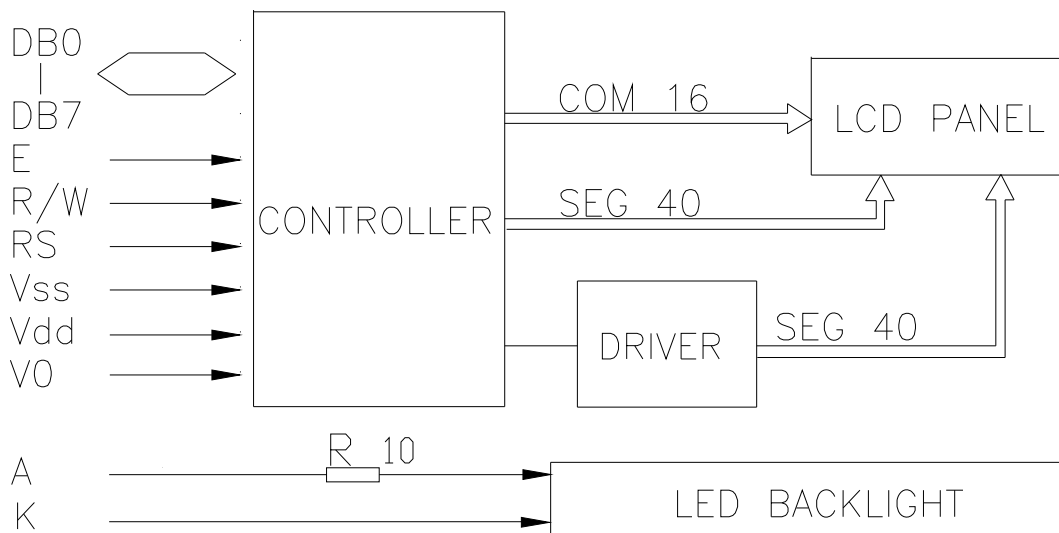 DB0
DB7
E
R/W
RS
Vss
Vdd
V0
CONTROLLER
COM 16
LCD PANEL
SEG 40
DRIVER
SEG 40
A
R 10
K
LED BACKLIGHT